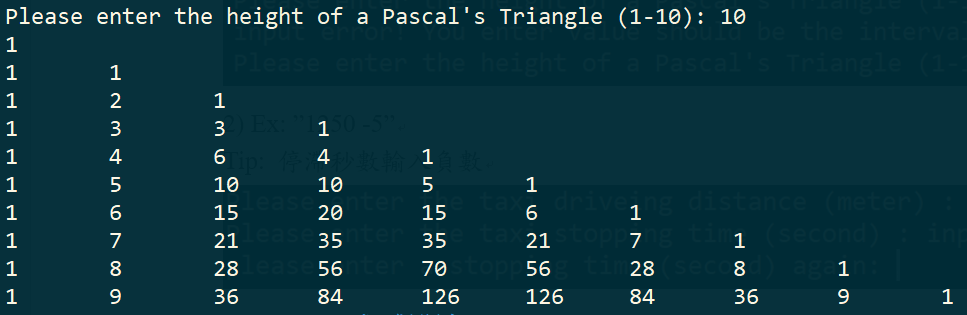 Please enter the height of a Pascal's Triangle (1-10): 10
1
1 1
1 2 1
1 3 3 1
1 4 6 4 1
1 5 10 10 5 1
1 6 15 20 15 6 1
1 7 21 35 35 21 7 1
1 8 28 56 70 56 28 8 1
1 9 36 84 126 126 84 36 9 1